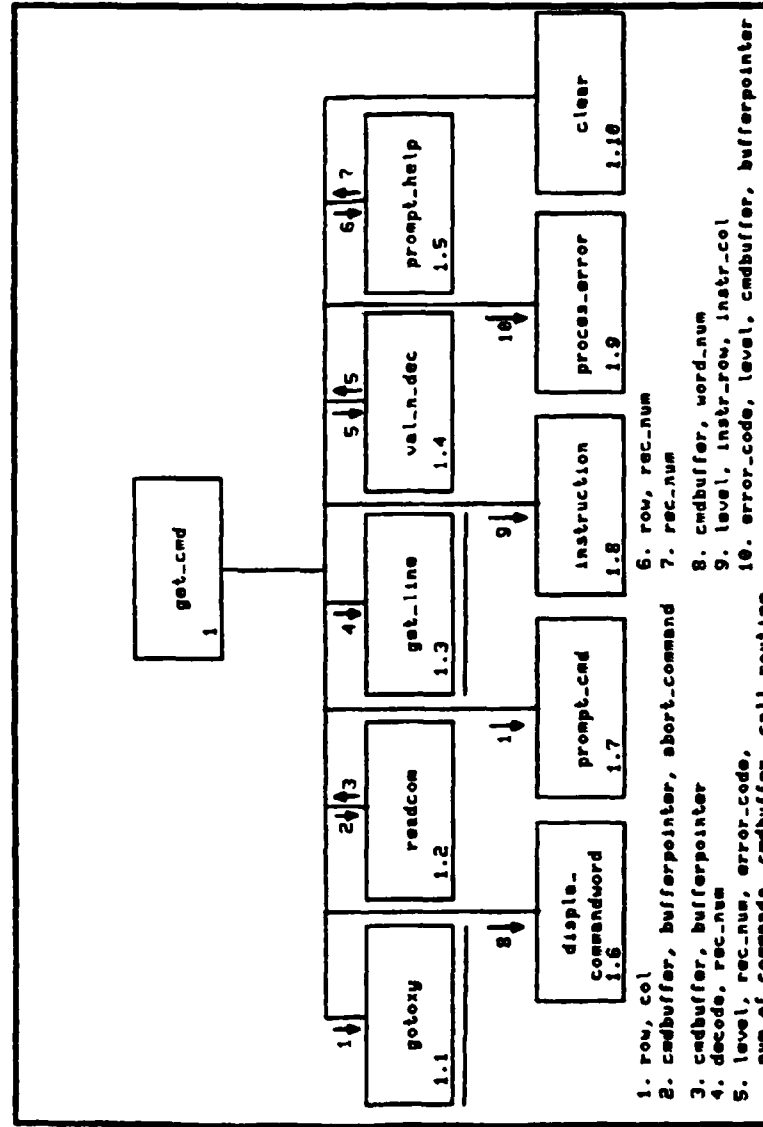 get_cmd
1
1
2
3
4
5
5
6
7
gotoxy
1.1
readcom
1.2
get_line
1.3
val_n_dec
1.4
prompt_help
1.5
8
1
9
10
displa_
commandword
1.6
prompt_cmd
1.7
instruction
1.8
proces_error
1.9
clear
1.10
1. row, col
2. cmdbuffer, bufferpointer, abort_command
3. cmdbuffer, bufferpointer
4. decode, rec_num
5. level, rec_num, error_code,
num_of_commands, cmdbuffer, call_routine
6. row, rec_num
7. rec_num
8. cmdbuffer, word_num
9. level, instr_row, instr_col
10. error_code, level, cmdbuffer, bufferpointer